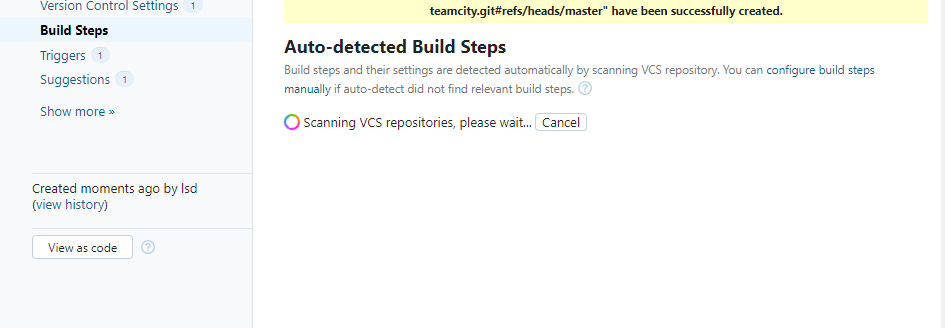 Version Control Settings 1
Build Steps
Triggers 1
Suggestions 1
Show more »
Created moments ago by lsd
(view history)
View as code ?
teamcity.git#refs/heads/master" have been successfully created.
Auto-detected Build Steps
Build steps and their settings are detected automatically by scanning VCS repository. You can configure build steps
manually if auto-detect did not find relevant build steps. ?
Scanning VCS repositories, please wait... Cancel